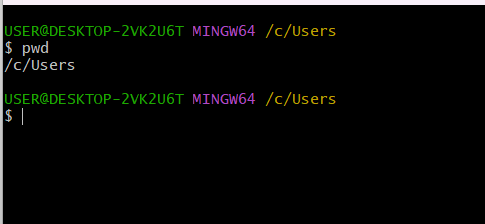 USER@DESKTOP-2VK2U6T MINGW64 /c/Users
$ pwd
/c/Users
USER@DESKTOP-2VK2U6T MINGW64 /c/Users
$